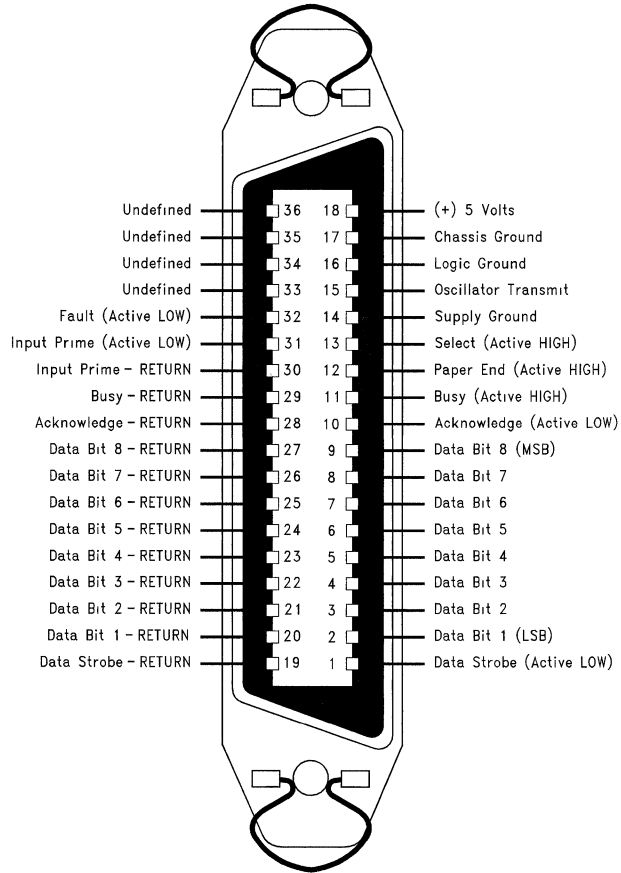 Undefined 36 18 (+) 5 Volts
Undefined 35 17 Chassis Ground
Undefined 34 16 Logic Ground
Undefined 33 15 Oscillator Transmit
Fault (Active LOW) 32 14 Supply Ground
Input Prime (Active LOW) 31 13 Select (Active HIGH)
Input Prime - RETURN 30 12 Paper End (Active HIGH)
Busy - RETURN 29 11 Busy (Active HIGH)
Acknowledge - RETURN 28 10 Acknowledge (Active LOW)
Data Bit 8 - RETURN 27 9 Data Bit 8 (MSB)
Data Bit 7 - RETURN 26 8 Data Bit 7
Data Bit 6 - RETURN 25 7 Data Bit 6
Data Bit 5 - RETURN 24 6 Data Bit 5
Data Bit 4 - RETURN 23 5 Data Bit 4
Data Bit 3 - RETURN 22 4 Data Bit 3
Data Bit 2 - RETURN 21 3 Data Bit 2
Data Bit 1 - RETURN 20 2 Data Bit 1 (LSB)
Data Strobe - RETURN 19 1 Data Strobe (Active LOW)